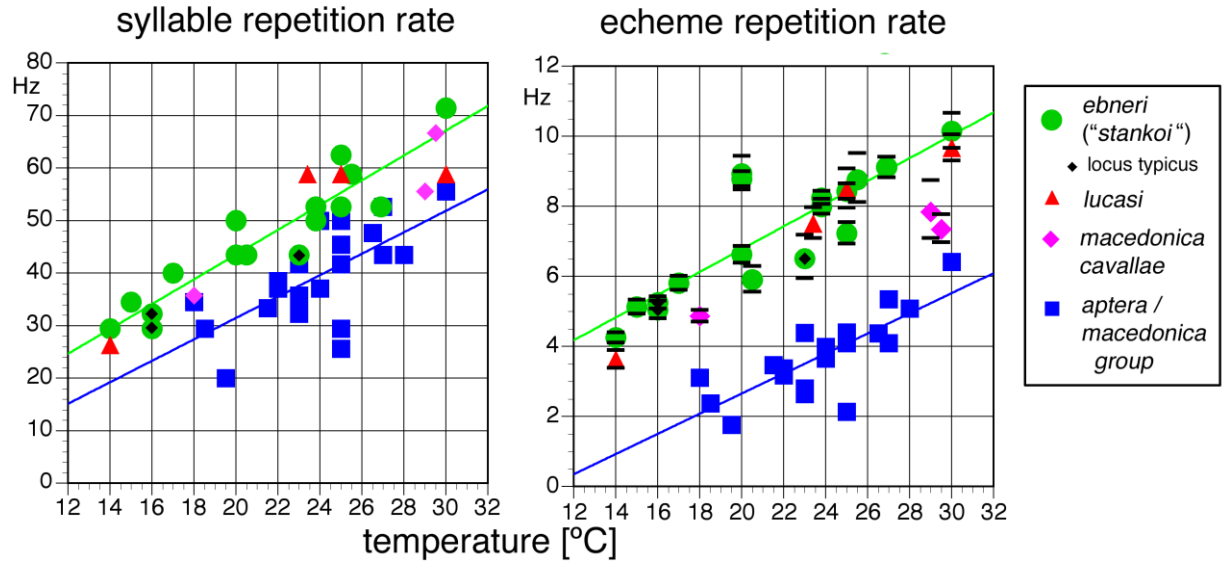 syllable repetition rate
echeme repetition rate
80
Hz
70
60
50
40
30
20
10
0
12 14 16 18 20 22 24 26 28 30 32
12
Hz
10
8
6
4
2
0
12 14 16 18 20 22 24 26 28 30 32
temperature [ºC]
ebneri
(“stankoi“)
locus typicus
lucasi
macedonica
cavallae
aptera /
macedonica
group